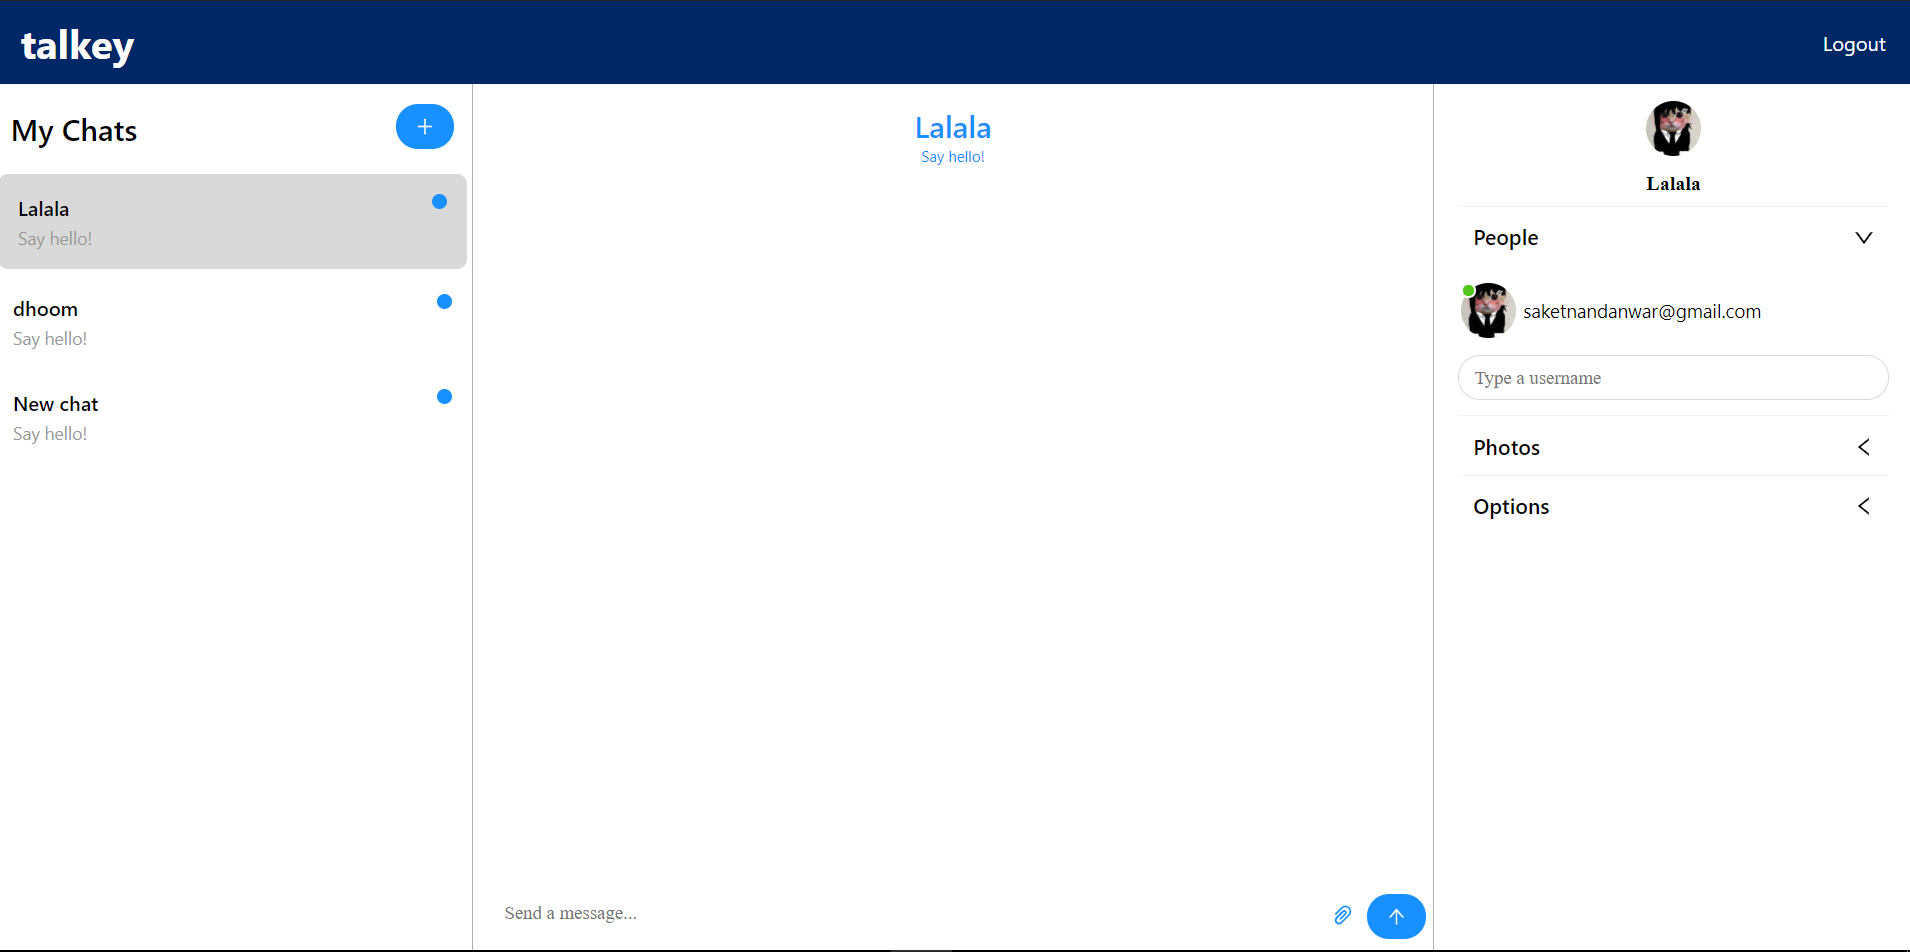 talkey
Logout
My Chats
+
Lalala
Say hello!
dhoom
Say hello!
New chat
Say hello!
Lalala
Say hello!
Send a message...
Lalala
People
saketnandanwar@gmail.com
Type a username
Photos
Options